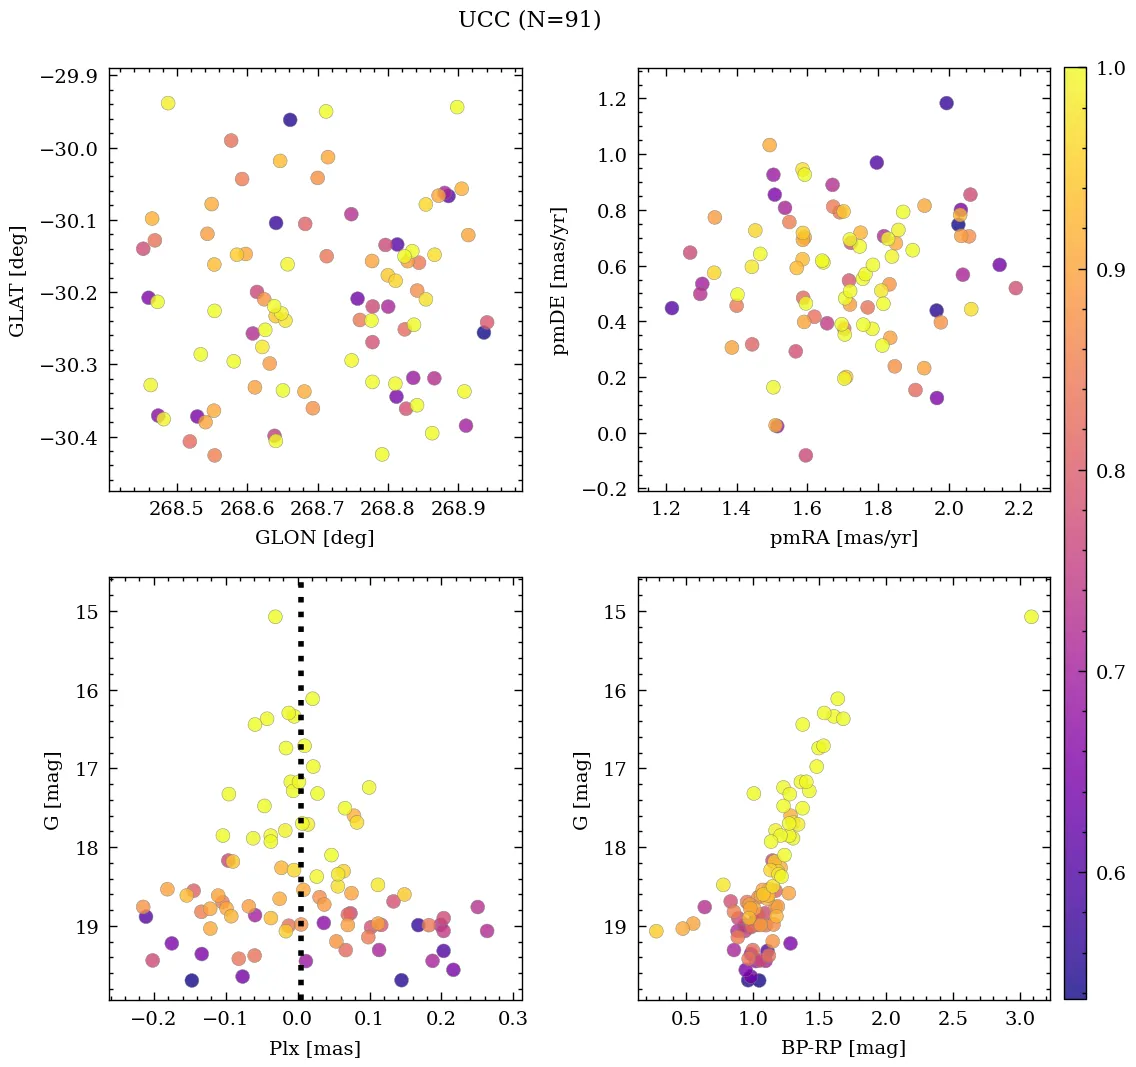 UCC (N=91)
−29.9
−30.0
−30.1
−30.2
−30.3
−30.4
GLAT [deg]
268.5 268.6 268.7 268.8 268.9
GLON [deg]
1.2
1.0
0.8
0.6
0.4
0.2
0.0
−0.2
pmDE [mas/yr]
1.2 1.4 1.6 1.8 2.0 2.2
pmRA [mas/yr]
15
16
17
18
19
G [mag]
−0.2 −0.1 0.0 0.1 0.2 0.3
Plx [mas]
15
16
17
18
19
G [mag]
0.5 1.0 1.5 2.0 2.5 3.0
BP-RP [mag]
1.0
0.9
0.8
0.7
0.6